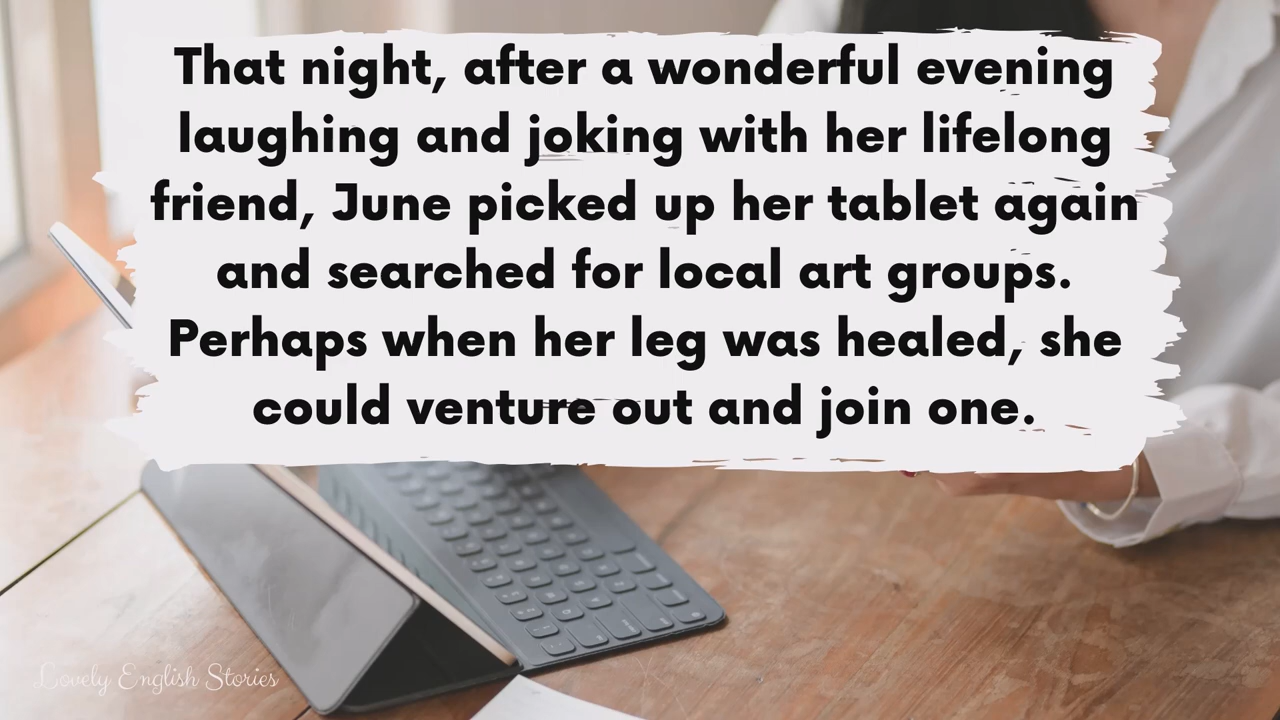 That night, after a wonderful evening
laughing and joking with her lifelong
friend, June picked up her tablet again
and searched for local art groups.
Perhaps when her leg was healed, she
could venture out and join one.
Lovely English Stories